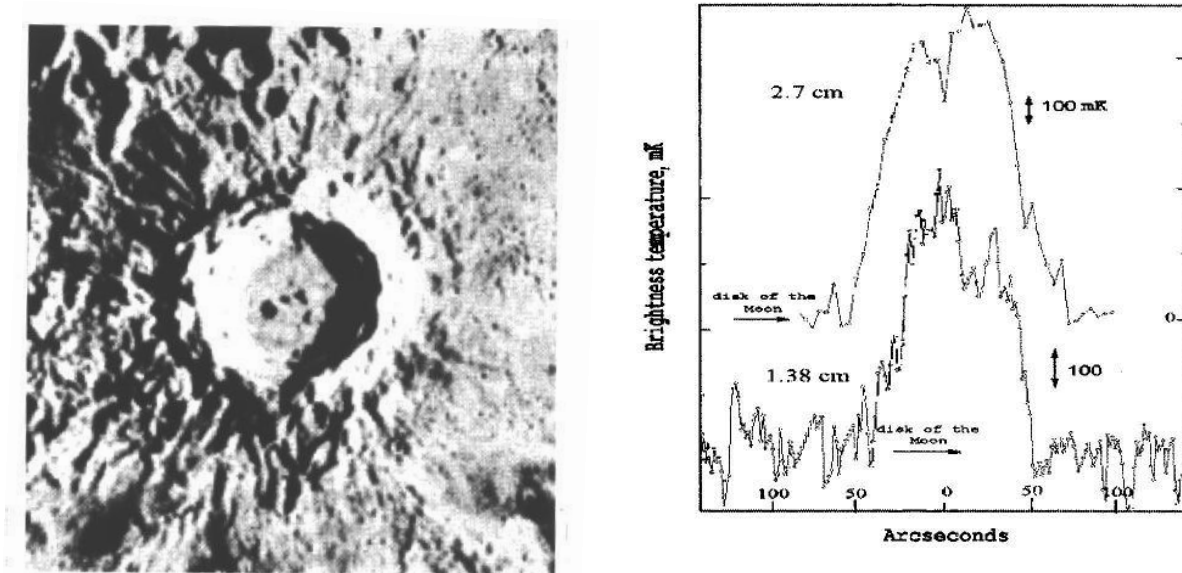 2.7 cm
100 mK
Brightness temperature, mK
disk of the
Moon
0
1.38 cm
100
disk of the
Moon
100 50 0 50 100
Arcseconds